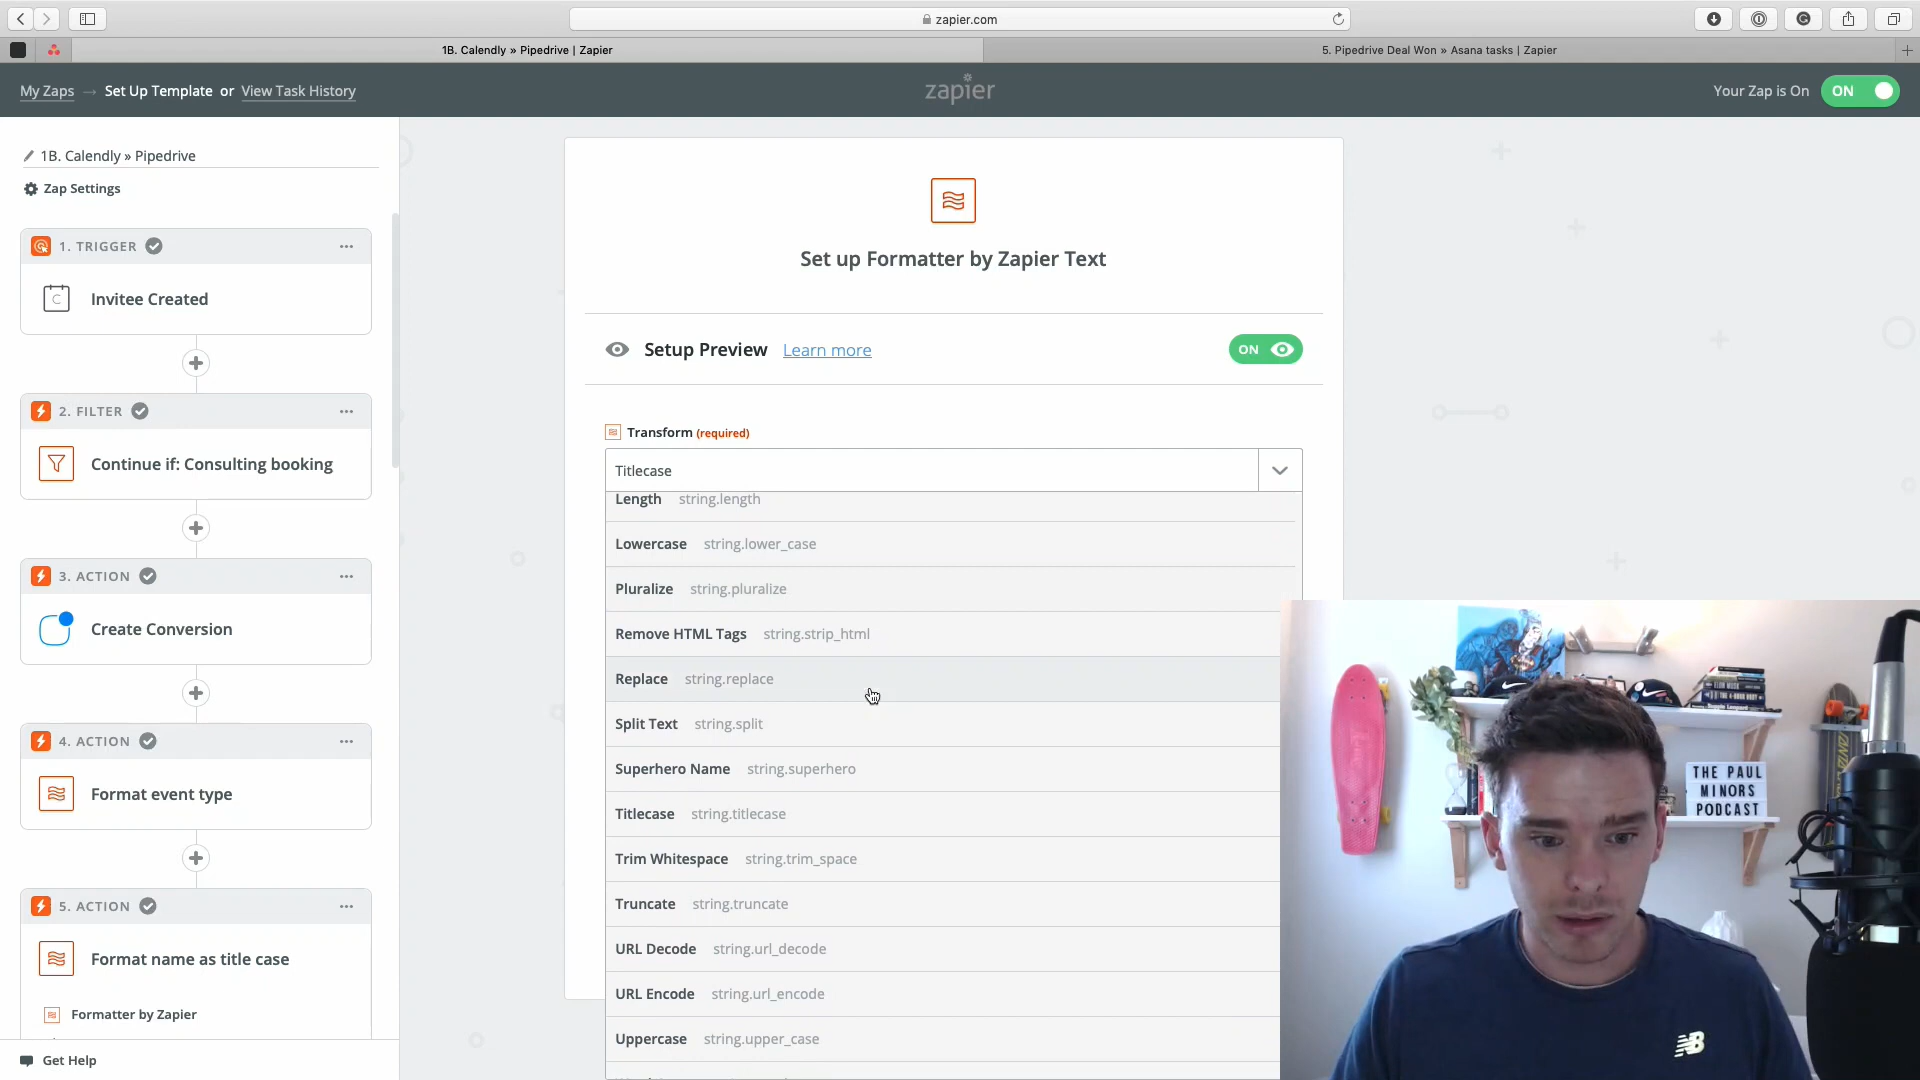 zapier.com
1B. Calendly » Pipedrive | Zapier
5. Pipedrive Deal Won » Asana tasks | Zapier
My Zaps → Set Up Template or View Task History
zapier
Your Zap is On ON
1B. Calendly » Pipedrive
Zap Settings
1. TRIGGER
Invitee Created
2. FILTER
Continue if: Consulting booking
3. ACTION
Create Conversion
4. ACTION
Format event type
5. ACTION
Format name as title case
Formatter by Zapier
Get Help
Set up Formatter by Zapier Text
Setup Preview Learn more
ON
Transform (required)
Titlecase
Length string.length
Lowercase string.lower_case
Pluralize string.pluralize
Remove HTML Tags string.strip_html
Replace string.replace
Split Text string.split
Superhero Name string.superhero
Titlecase string.titlecase
Trim Whitespace string.trim_space
Truncate string.truncate
URL Decode string.url_decode
URL Encode string.url_encode
Uppercase string.upper_case
THE PAUL
MINORS
PODCAST
NB